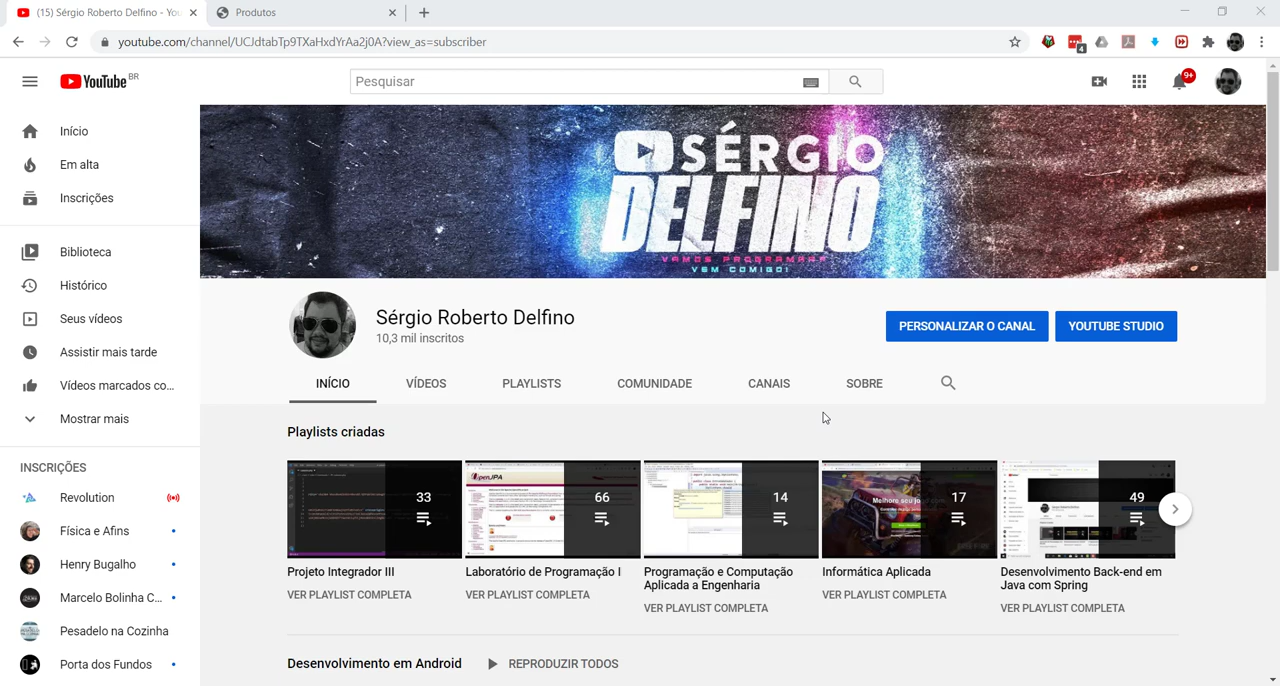 (15) Sérgio Roberto Delfino - You
Produtos
youtube.com/channel/UCJdtabTp9TXaHxdYrAa2j0A?view_as=subscriber
4
YouTube BR
Pesquisar
9+
Início
Em alta
Inscrições
Biblioteca
Histórico
Seus vídeos
Assistir mais tarde
Vídeos marcados co...
Mostrar mais
INSCRIÇÕES
Revolution
Física e Afins
Henry Bugalho
Marcelo Bolinha C...
Pesadelo na Cozinha
Porta dos Fundos
SÉRGIO
DELFINO
VAMOS PROGRAMAR?
VEM COMIGO!
Sérgio Roberto Delfino
10,3 mil inscritos
PERSONALIZAR O CANAL
YOUTUBE STUDIO
INÍCIO VÍDEOS PLAYLISTS COMUNIDADE CANAIS SOBRE
Playlists criadas
33
66
OpenJPA
14
17
49
Projeto Integrador III
VER PLAYLIST COMPLETA
Laboratório de Programação I
VER PLAYLIST COMPLETA
Programação e Computação
Aplicada a Engenharia
VER PLAYLIST COMPLETA
Informática Aplicada
VER PLAYLIST COMPLETA
Desenvolvimento Back-end em
Java com Spring
VER PLAYLIST COMPLETA
Desenvolvimento em Android
REPRODUZIR TODOS